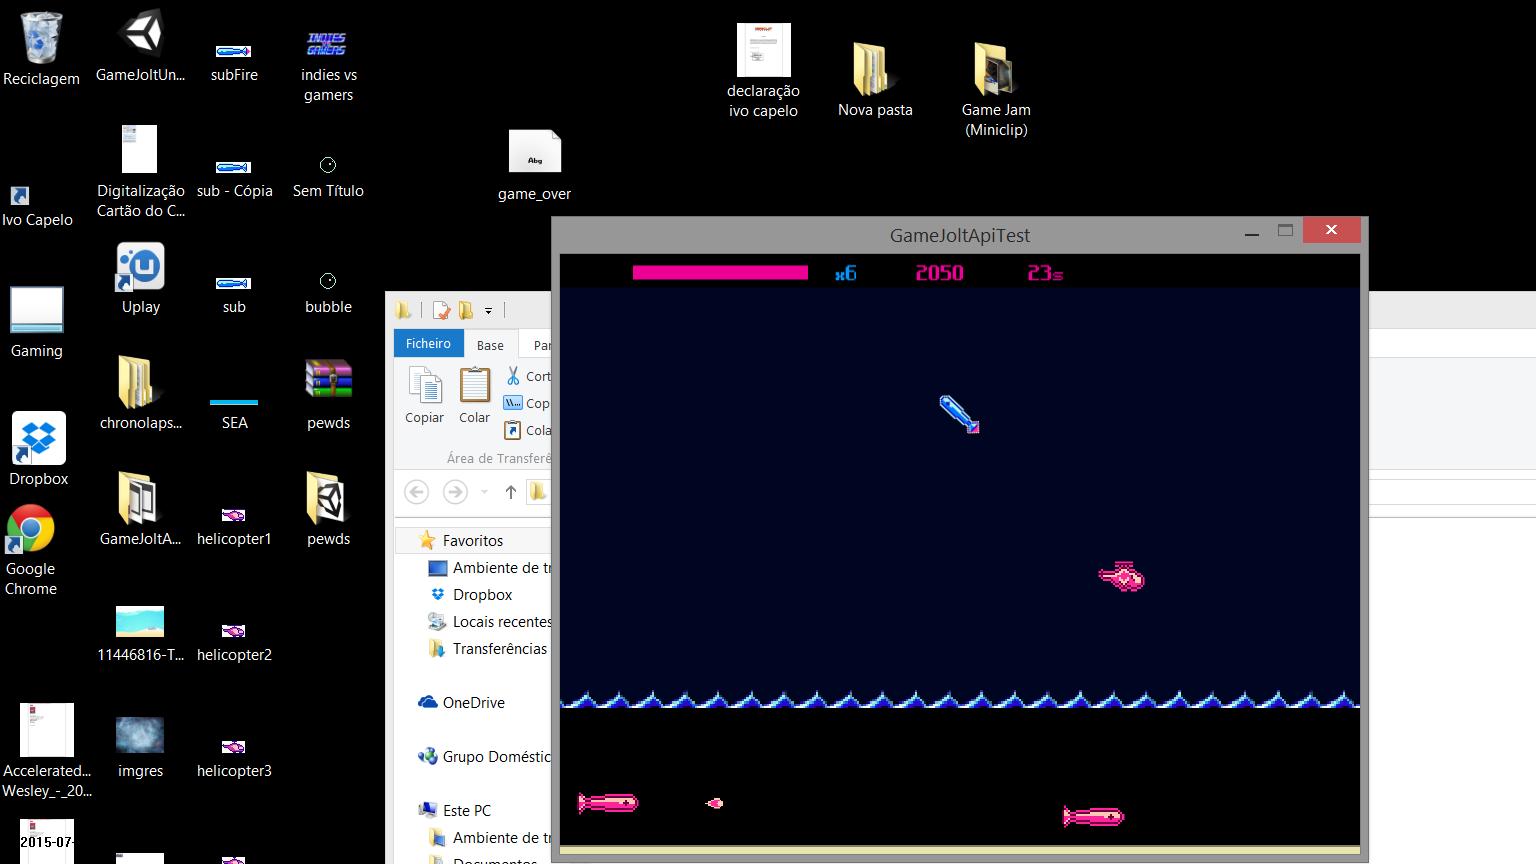 Reciclagem
GameJoltUn...
subFire
INDIES
VS
GAMERS
indies vs
gamers
declaração
ivo capelo
Nova pasta
Game Jam
(Miniclip)
Ivo Capelo
Digitalização
Cartão do C...
sub - Cópia
Sem Título
Abg
game_over
Gaming
Uplay
sub
bubble
Dropbox
chronolaps...
SEA
pewds
Google
Chrome
GameJoltA...
helicopter1
pewds
11446816-T...
helicopter2
Accelerated...
Wesley_-_20...
imgres
helicopter3
2015-07-
GameJoltApiTest
x6
2050
23s
Ficheiro
Base
Par
Copiar
Colar
Cort
Cop
Cola
Área de Transferê
Favoritos
Ambiente de tr
Dropbox
Locais recentes
Transferências
OneDrive
Grupo Doméstic
Este PC
Ambiente de tr
Documentos